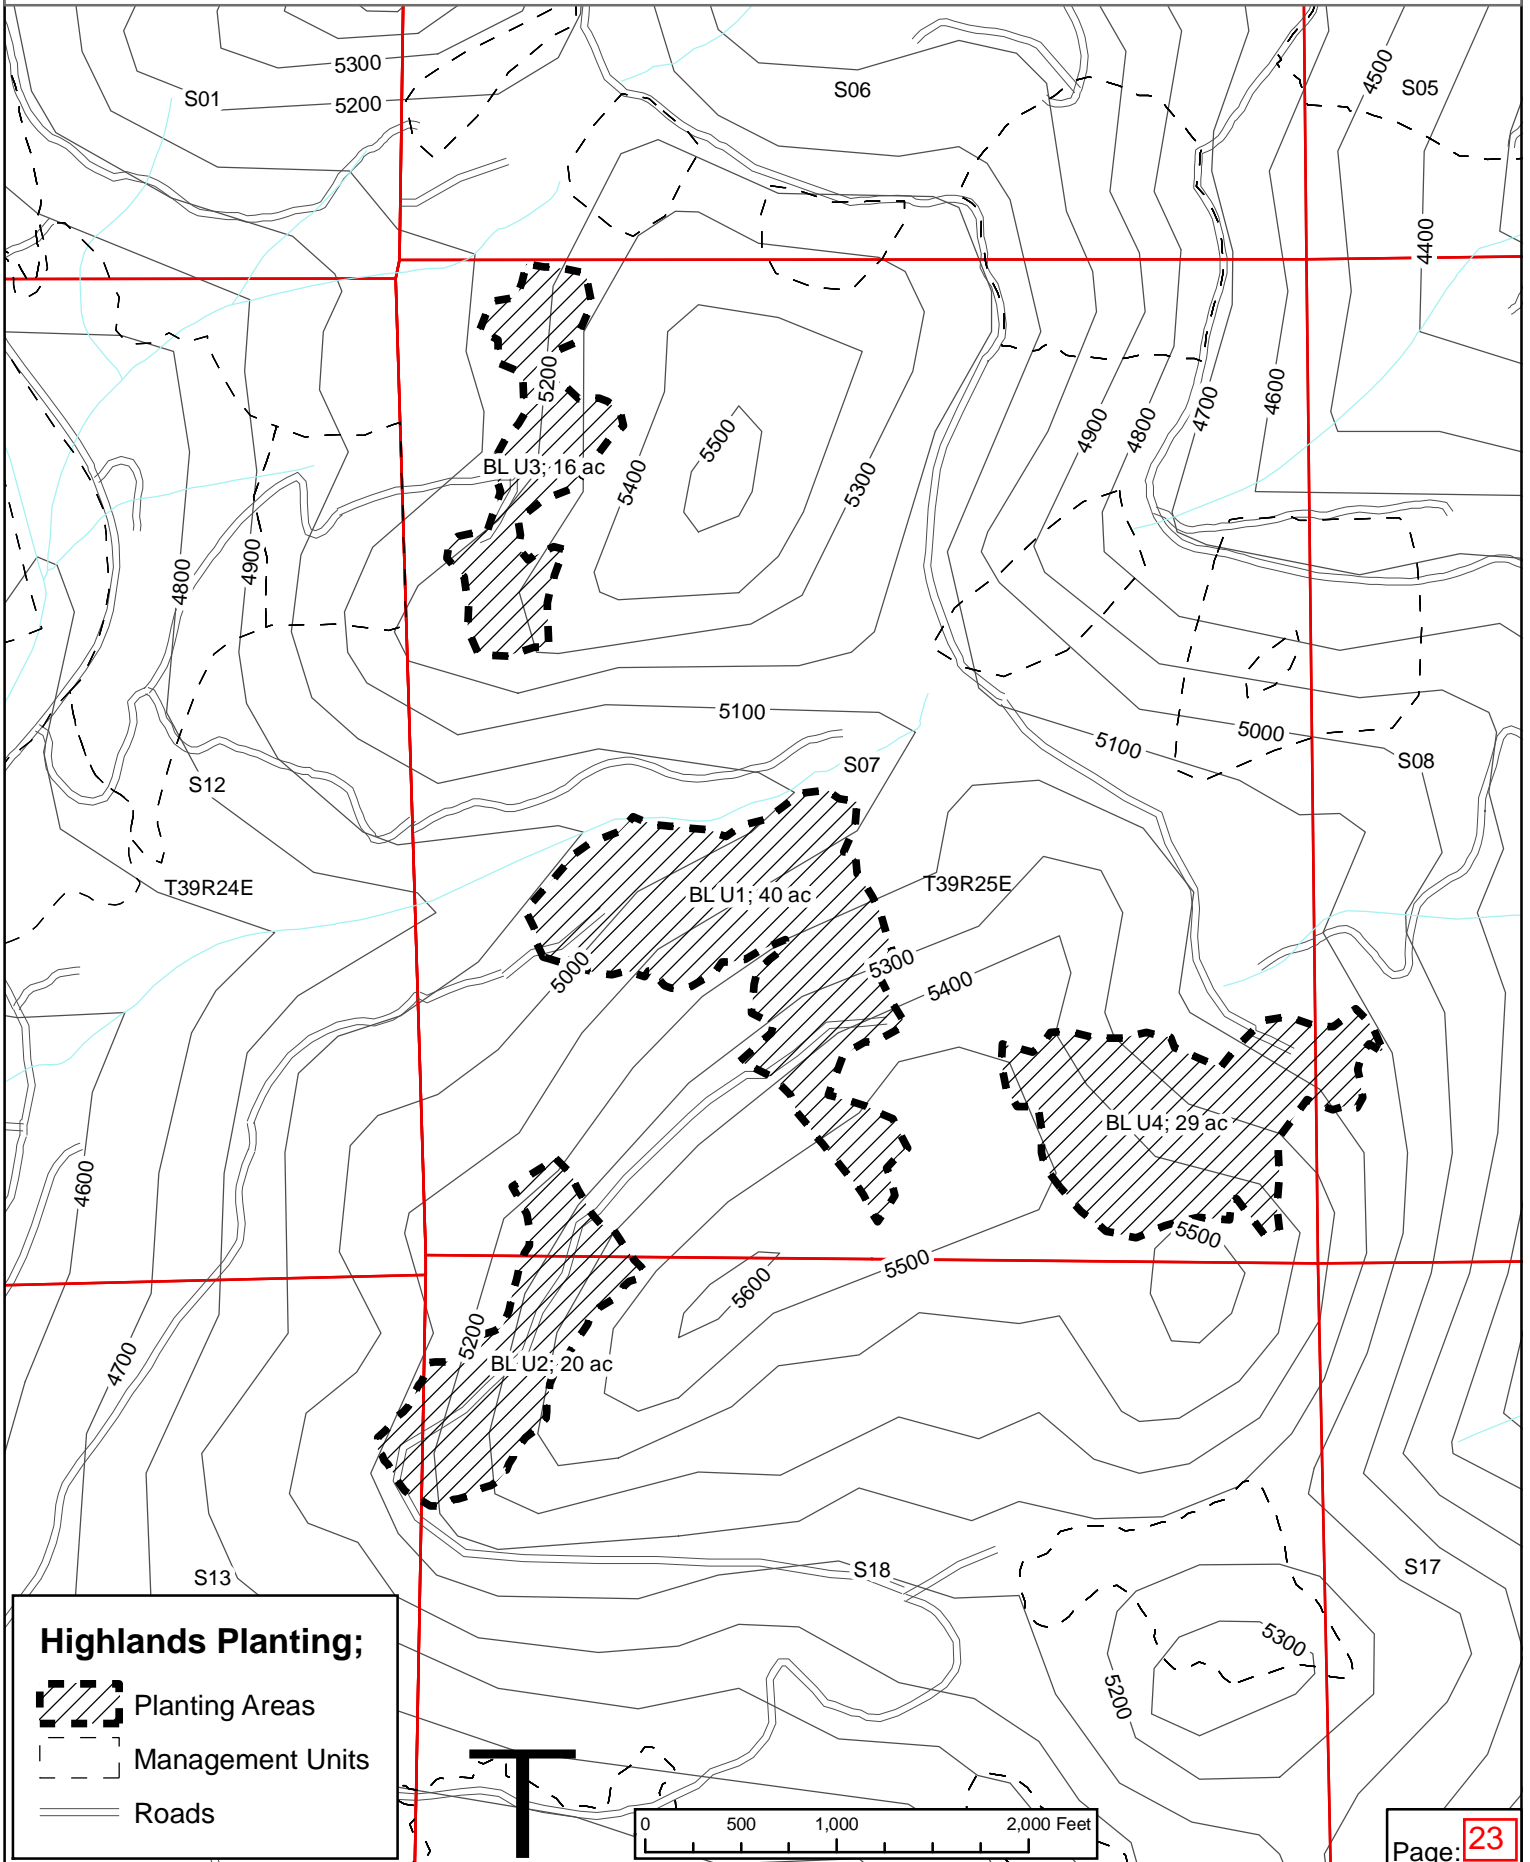 5300
S01
5200
S06
4500
S05
4400
5200
5500
5400
5300
4900
4800
4700
4600
BL U3; 16 ac
4800
4900
5100
S07
5100
5000
S08
S12
T39R24E
BL U1; 40 ac
T39R25E
5000
5300
5400
BL U4; 29 ac
4600
5500
5500
5600
4700
5200
BL U2; 20 ac
S13
S18
S17
5300
5200
Highlands Planting;
Planting Areas
Management Units
Roads
0 500 1,000 2,000 Feet
Page: 23